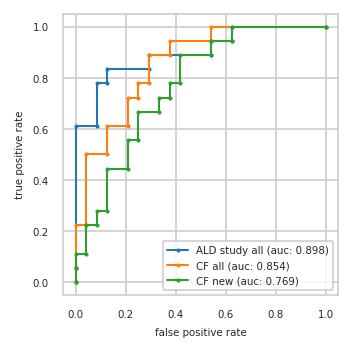 1.0
0.8
0.6
0.4
0.2
0.0
true positive rate
ALD study all (auc: 0.898)
CF all (auc: 0.854)
CF new (auc: 0.769)
0.0 0.2 0.4 0.6 0.8 1.0
false positive rate